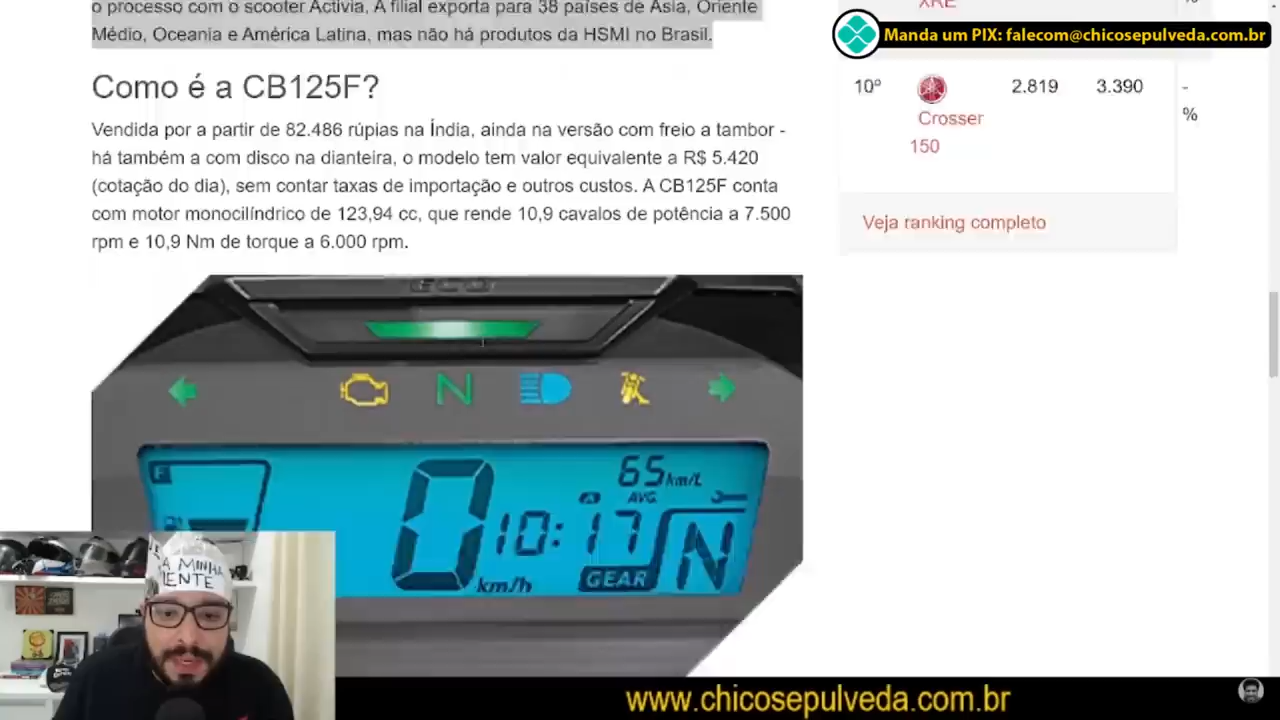 o processo com o scooter Activia, A filial exporta para 38 países de Ásia, Oriente
Médio, Oceania e América Latina, mas não há produtos da HSMI no Brasil.
Como é a CB125F?
Vendida por a partir de 82.486 rúpias na Índia, ainda na versão com freio a tambor -
há também a com disco na dianteira, o modelo tem valor equivalente a R$ 5.420
(cotação do dia), sem contar taxas de importação e outros custos. A CB125F conta
com motor monocilíndrico de 123,94 cc, que rende 10,9 cavalos de potência a 7.500
rpm e 10,9 Nm de torque a 6.000 rpm.
XRE
%
Manda um PIX: falecom@chicosepulveda.com.br
10º
Crosser
150
2.819
3.390
-
%
Veja ranking completo
ECO
N
F
0
km/h
65 km/L
A AVG.
10:17
GEAR
N
A MINHA
MENTE
www.chicosepulveda.com.br